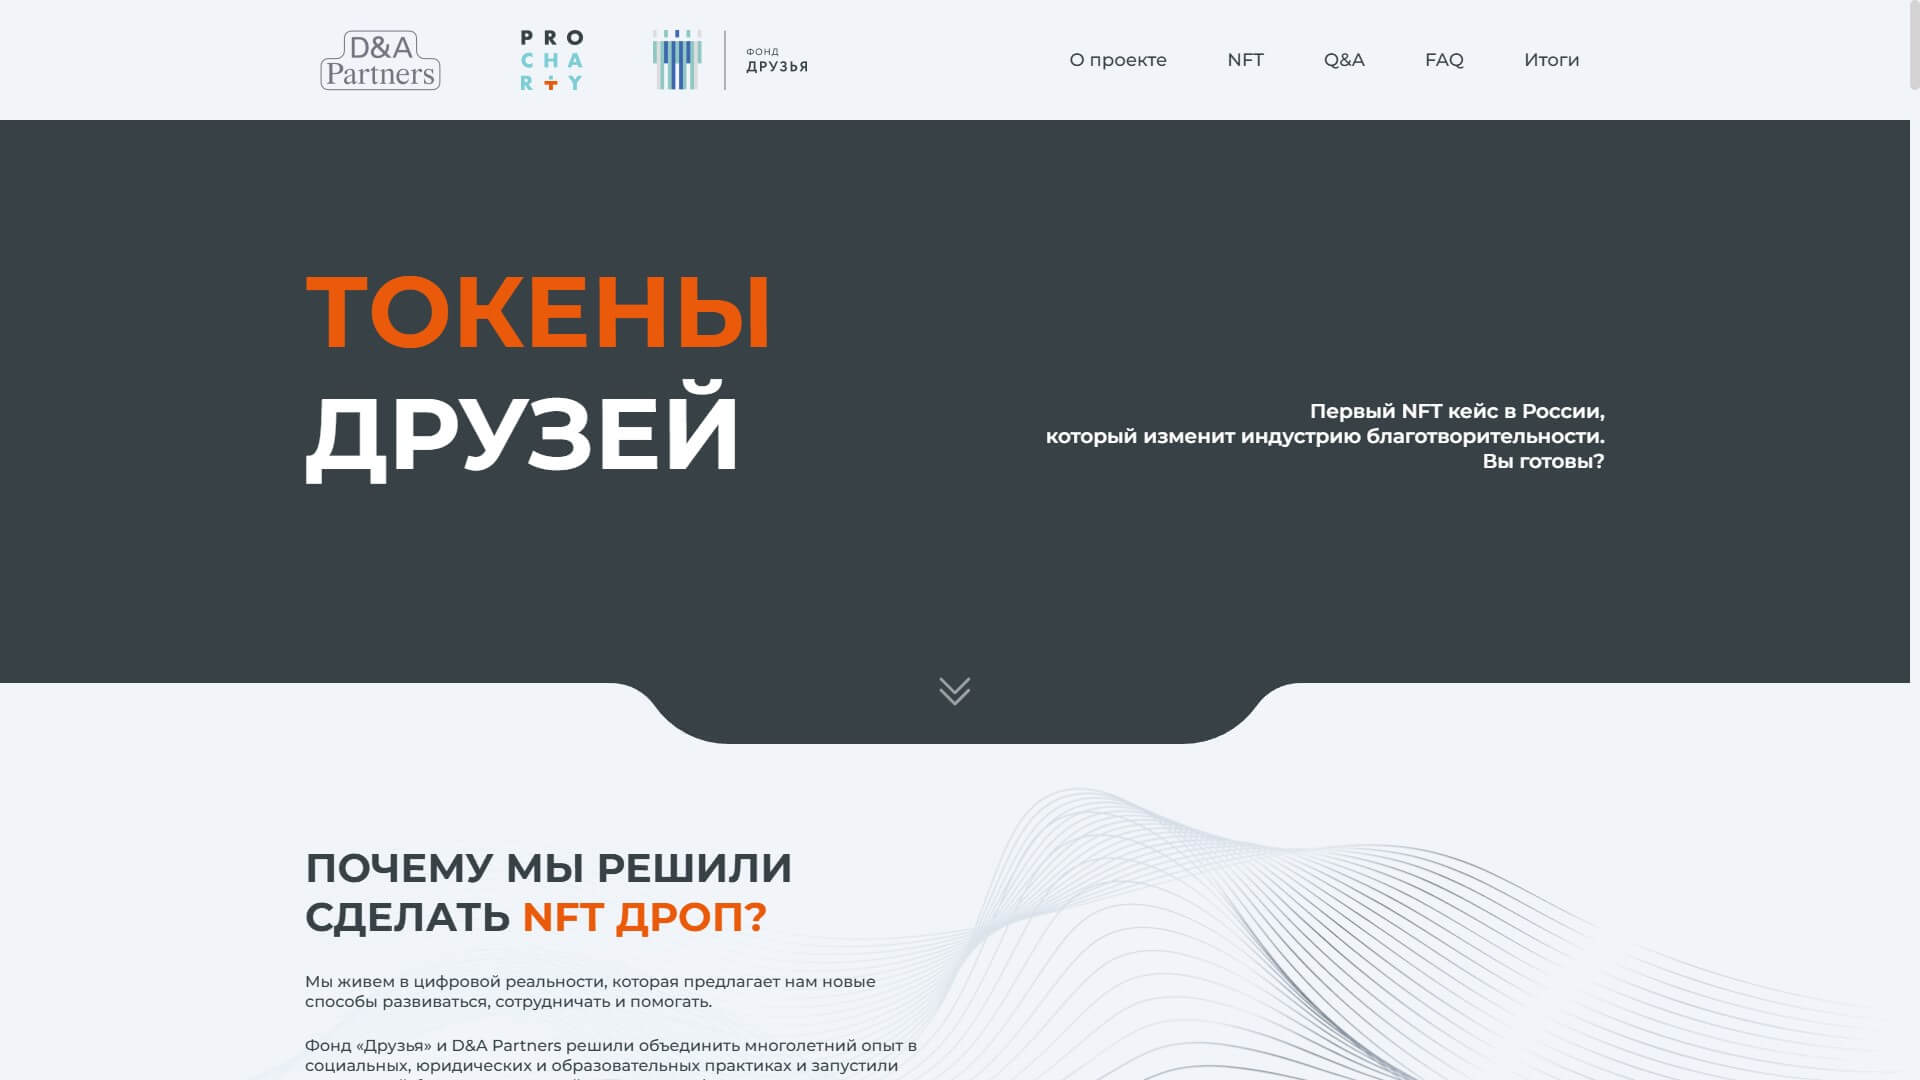 D&A
Partners
PRO
CHA
RTY
ФОНД
ДРУЗЬЯ
О проекте
NFT
Q&A
FAQ
Итоги
ТОКЕНЫ
ДРУЗЕЙ
Первый NFT кейс в России,
который изменит индустрию благотворительности.
Вы готовы?
ПОЧЕМУ МЫ РЕШИЛИ
СДЕЛАТЬ NFT ДРОП?
Мы живем в цифровой реальности, которая предлагает нам новые
способы развиваться, сотрудничать и помогать.
Фонд «Друзья» и D&A Partners решили объединить многолетний опыт в
социальных, юридических и образовательных практиках и запустили